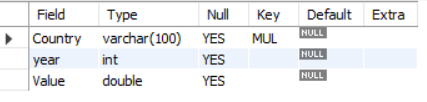 Field Type Null Key Default Extra
Country varchar(100) YES MUL NULL
year int YES NULL
Value double YES NULL